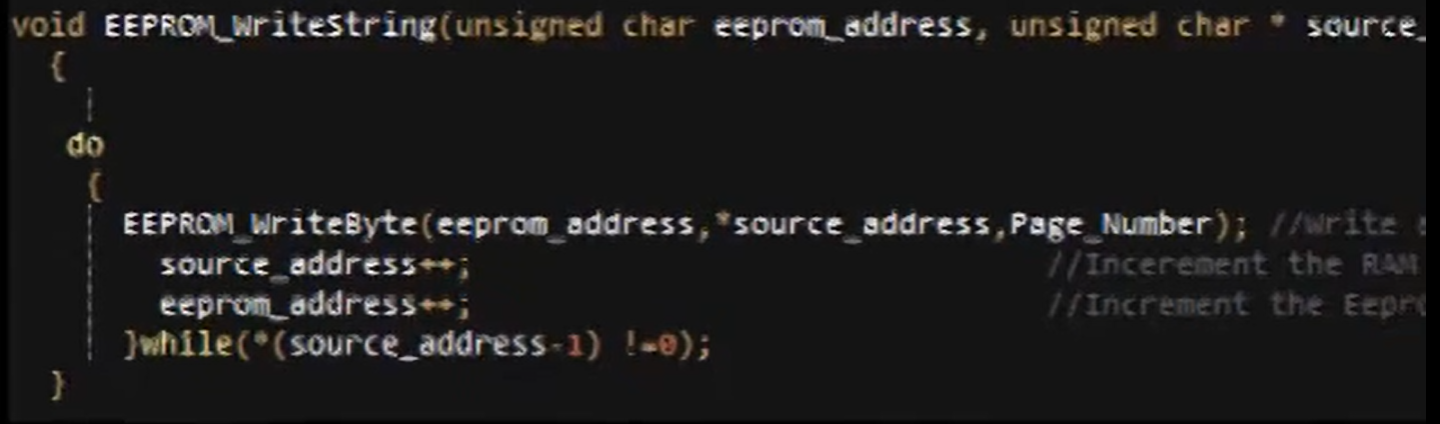 void EEPROM_WriteString(unsigned char eeprom_address, unsigned char * source_
{
do
{
EEPROM_WriteByte(eeprom_address,*source_address,Page_Number); //Write
source_address++; //Incerement the RAM
eeprom_address++; //Increment the Eepro
}while(*(source_address-1) !=0);
}